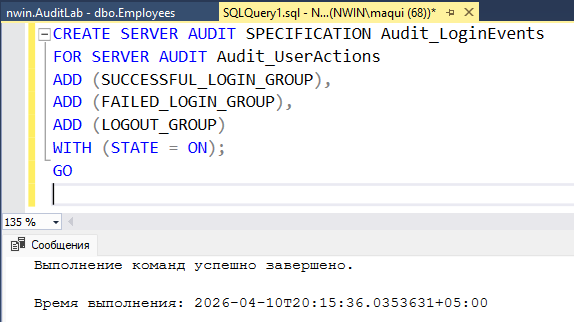 nwin.AuditLab - dbo.Employees
SQLQuery1.sql - N...(NWIN\maqui (68))*
CREATE SERVER AUDIT SPECIFICATION Audit_LoginEvents
FOR SERVER AUDIT Audit_UserActions
ADD (SUCCESSFUL_LOGIN_GROUP),
ADD (FAILED_LOGIN_GROUP),
ADD (LOGOUT_GROUP)
WITH (STATE = ON);
GO
135 %
Сообщения
Выполнение команд успешно завершено.
Время выполнения: 2026-04-10T20:15:36.0353631+05:00